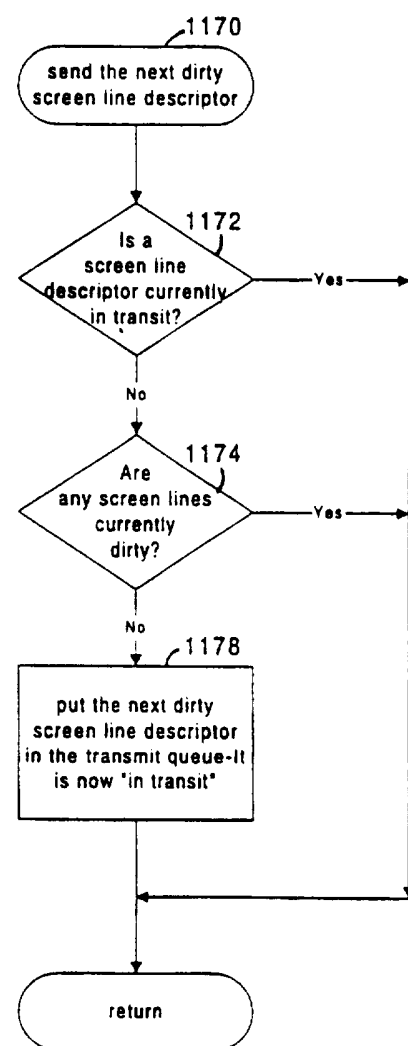 1170
send the next dirty
screen line descriptor
1172
Is a
screen line
descriptor currently
in transit?
Yes
No
1174
Are
any screen lines
currently
dirty?
Yes
No
1178
put the next dirty
screen line descriptor
in the transmit queue-It
is now "in transit"
return